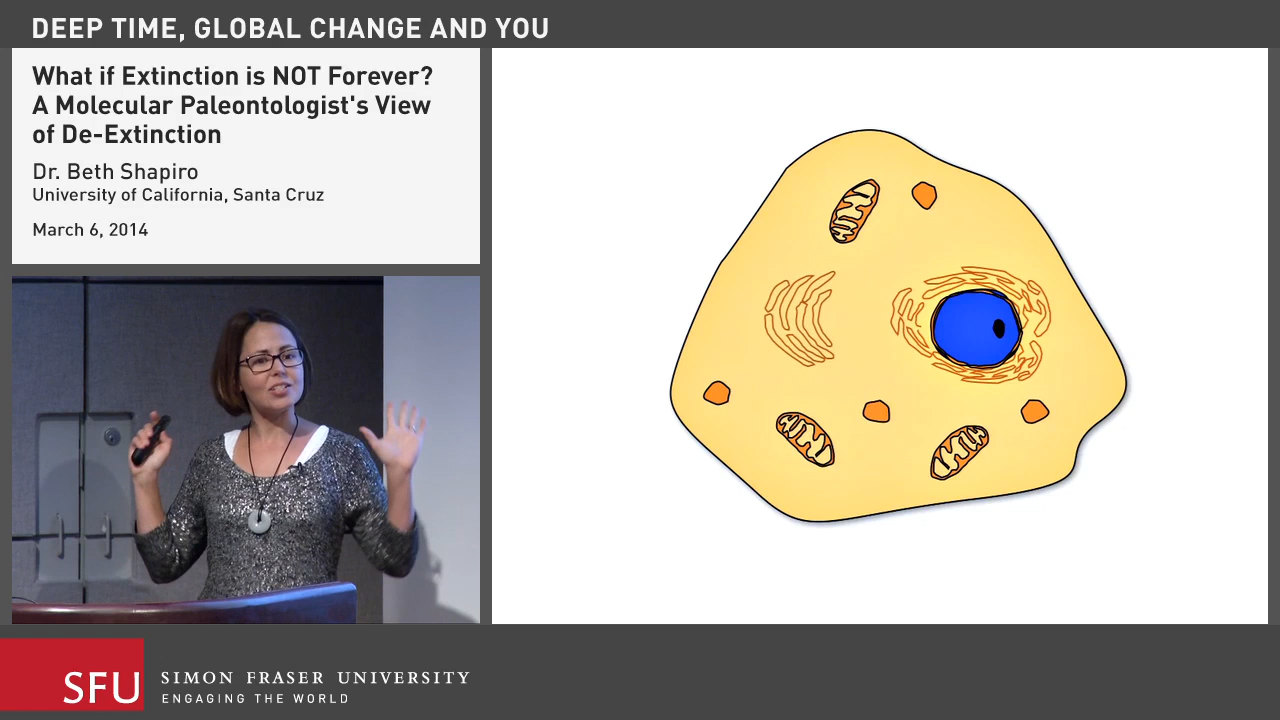 DEEP TIME, GLOBAL CHANGE AND YOU
What if Extinction is NOT Forever?
A Molecular Paleontologist's View
of De-Extinction
Dr. Beth Shapiro
University of California, Santa Cruz
March 6, 2014
SFU
SIMON FRASER UNIVERSITY
ENGAGING THE WORLD